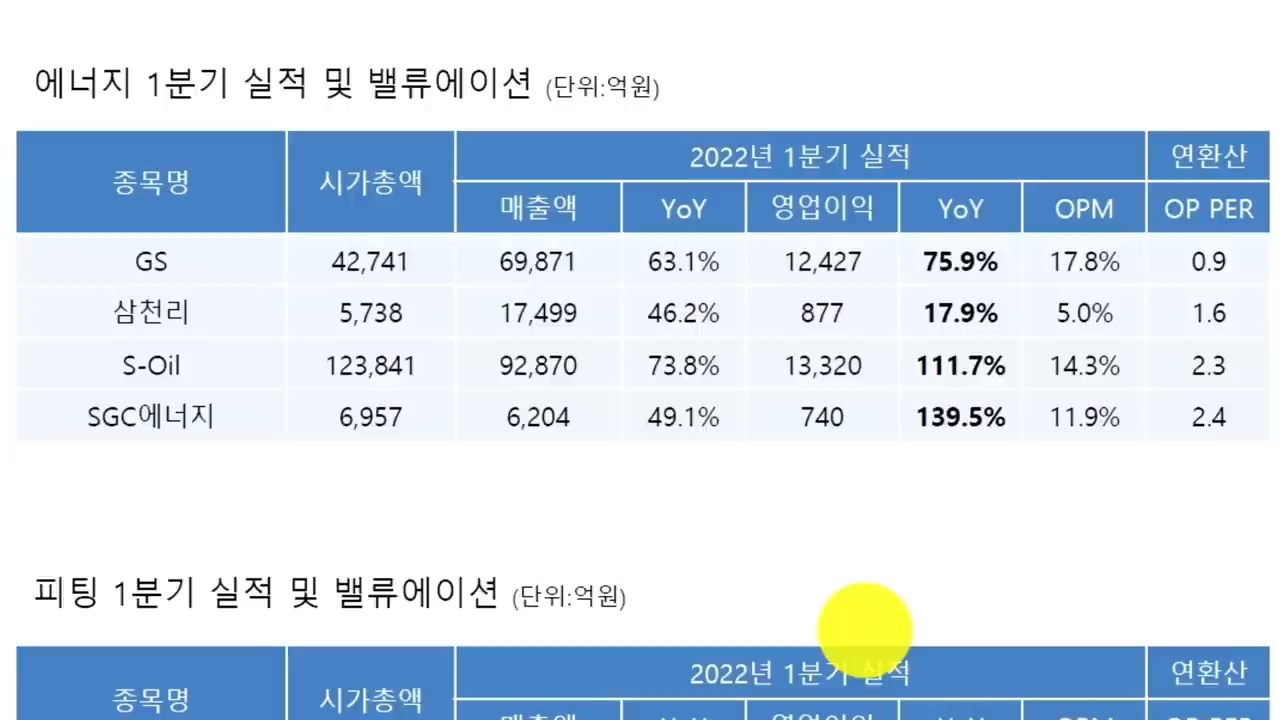 에너지 1분기 실적 및 밸류에이션 (단위:억원)
종목명 시가총액 2022년 1분기 실적 연환산
매출액 YoY 영업이익 YoY OPM OP PER
GS 42,741 69,871 63.1% 12,427 75.9% 17.8% 0.9
삼천리 5,738 17,499 46.2% 877 17.9% 5.0% 1.6
S-Oil 123,841 92,870 73.8% 13,320 111.7% 14.3% 2.3
SGC에너지 6,957 6,204 49.1% 740 139.5% 11.9% 2.4
피팅 1분기 실적 및 밸류에이션 (단위:억원)
종목명 시가총액 2022년 1분기 실적 연환산